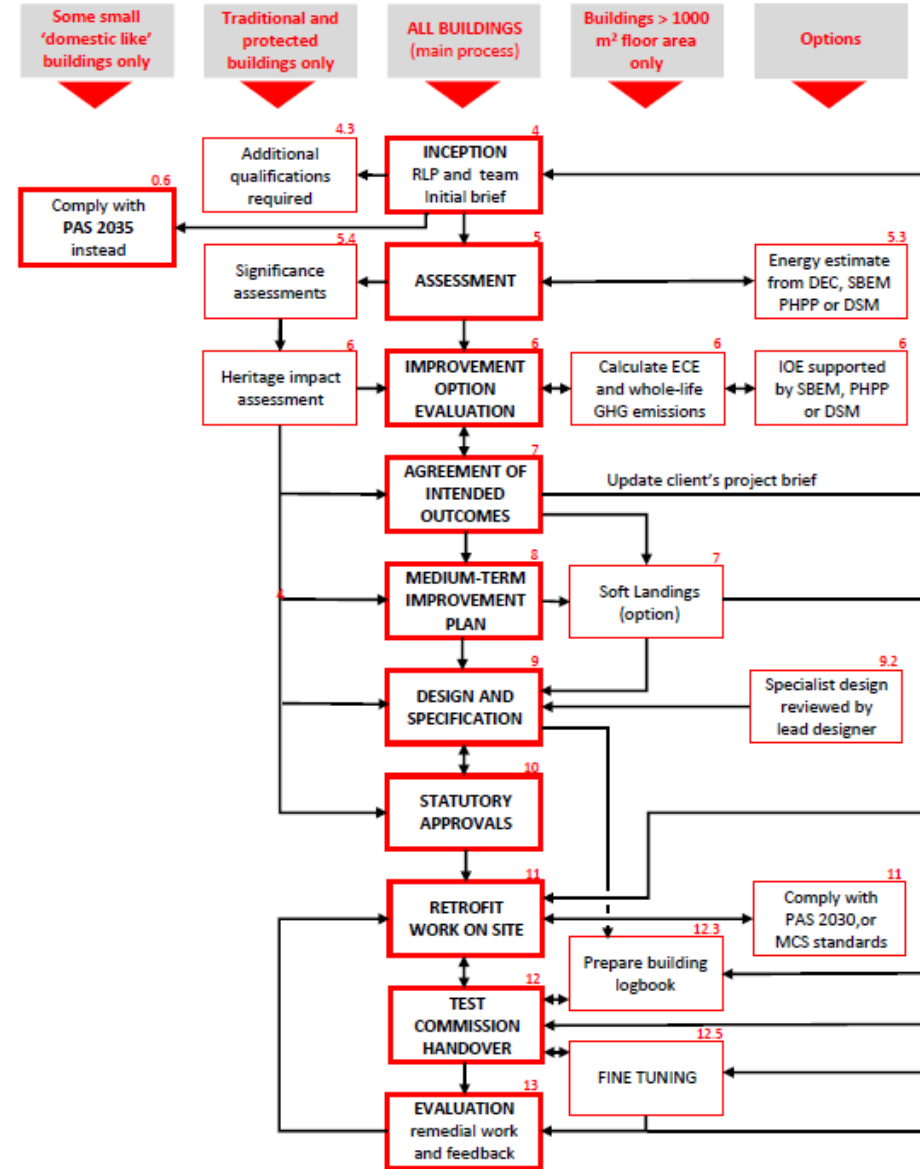 Some small
'domestic like'
buildings only
Traditional and
protected
buildings only
ALL BUILDINGS
(main process)
Buildings > 1000
m² floor area
only
Options
4.3
Additional
qualifications
required
4
INCEPTION
RLP and team
Initial brief
0.6
Comply with
PAS 2035
instead
5.4
Significance
assessments
5
ASSESSMENT
5.3
Energy estimate
from DEC, SBEM
PHPP or DSM
6
Heritage impact
assessment
6
IMPROVEMENT
OPTION
EVALUATION
6
Calculate ECE
and whole-life
GHG emissions
6
IOE supported
by SBEM, PHPP
or DSM
7
AGREEMENT OF
INTENDED
OUTCOMES
Update client's project brief
8
MEDIUM-TERM
IMPROVEMENT
PLAN
7
Soft Landings
(option)
9
DESIGN AND
SPECIFICATION
9.2
Specialist design
reviewed by
lead designer
10
STATUTORY
APPROVALS
11
RETROFIT
WORK ON SITE
11
Comply with
PAS 2030,or
MCS standards
12.3
Prepare building
logbook
12
TEST
COMMISSION
HANDOVER
12.5
FINE TUNING
13
EVALUATION
remedial work
and feedback